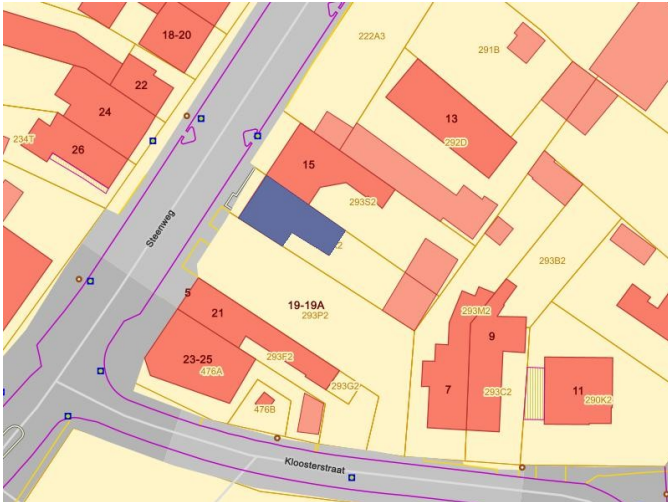 18-20
222A3
291B
22
24
13
292D
234T
26
15
293S2
Steenweg
293B2
5
19-19A
293P2
21
293M2
9
23-25
476A
293F2
293G2
7
293C2
11
290K2
476B
Kloosterstraat